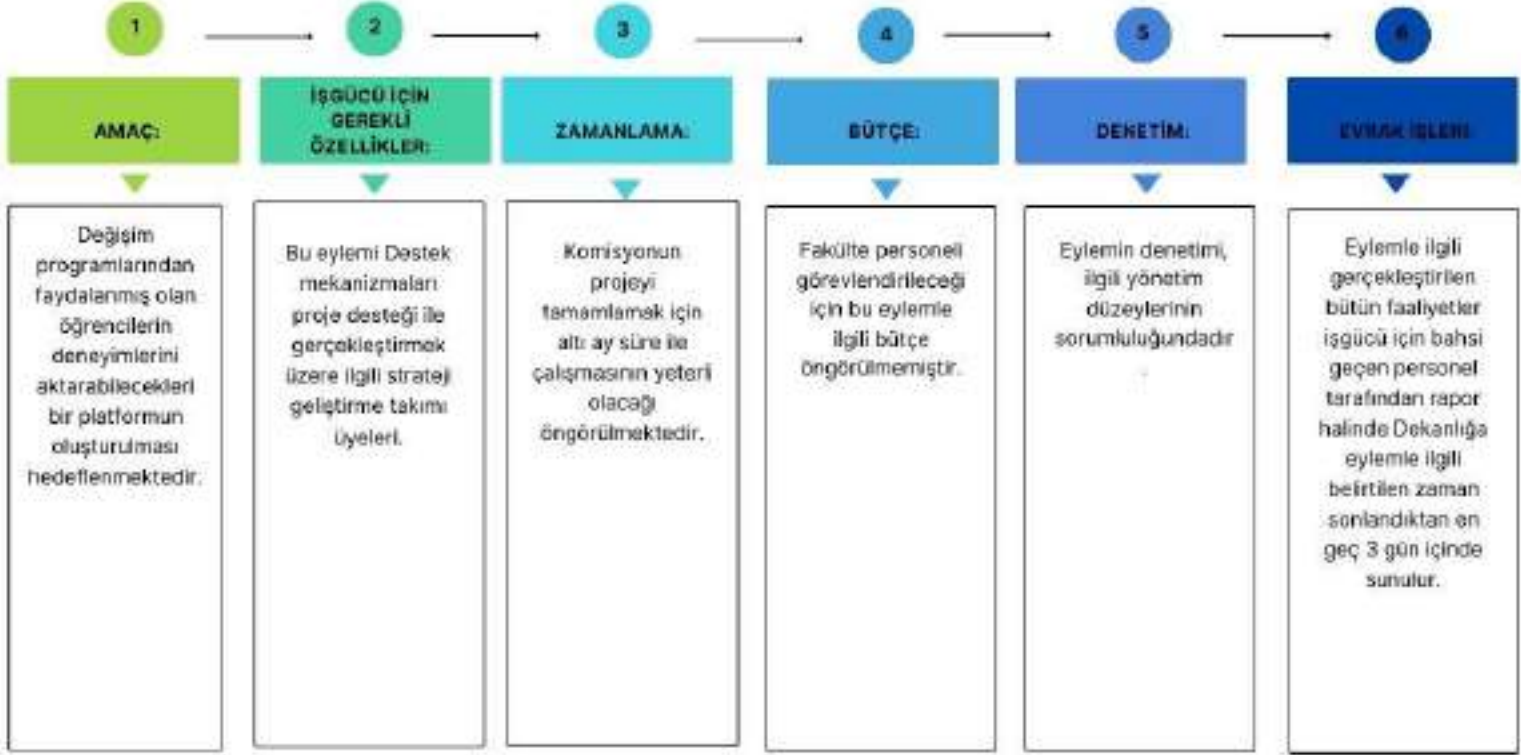 1
2
3
4
5
6
AMAÇ:
İŞGÜCÜ İÇİN
GEREKLİ
ÖZELLİKLER:
ZAMANLAMA:
BÜTÇE:
DENETİM:
EVRAK İŞLERİ:
Değişim
programlarından
faydalanmış olan
öğrencilerin
deneyimlerini
aktarabilecekleri
bir platformun
oluşturulması
hedeflenmektedir.
Bu eylemi Destek
mekanizmaları
proje desteği ile
gerçekleştirmek
üzere ilgili strateji
geliştirme takımı
üyeleri.
Komisyonun
projeyi
tamamlamak için
altı ay süre ile
çalışmasının yeterli
olacağı
öngörülmektedir.
Fakülte personeli
görevlendirileceği
için bu eylemle
ilgili bütçe
öngörülmemiştir.
Eylemin denetimi,
ilgili yönetim
düzeylerinin
sorumluluğundadır
.
Eylemle ilgili
gerçekleştirilen
bütün faaliyetler
işgücü için bahsi
geçen personel
tarafından rapor
halinde Dekanlığa
eylemle ilgili
belirtilen zaman
sonlandıktan en
geç 3 gün içinde
sunulur.